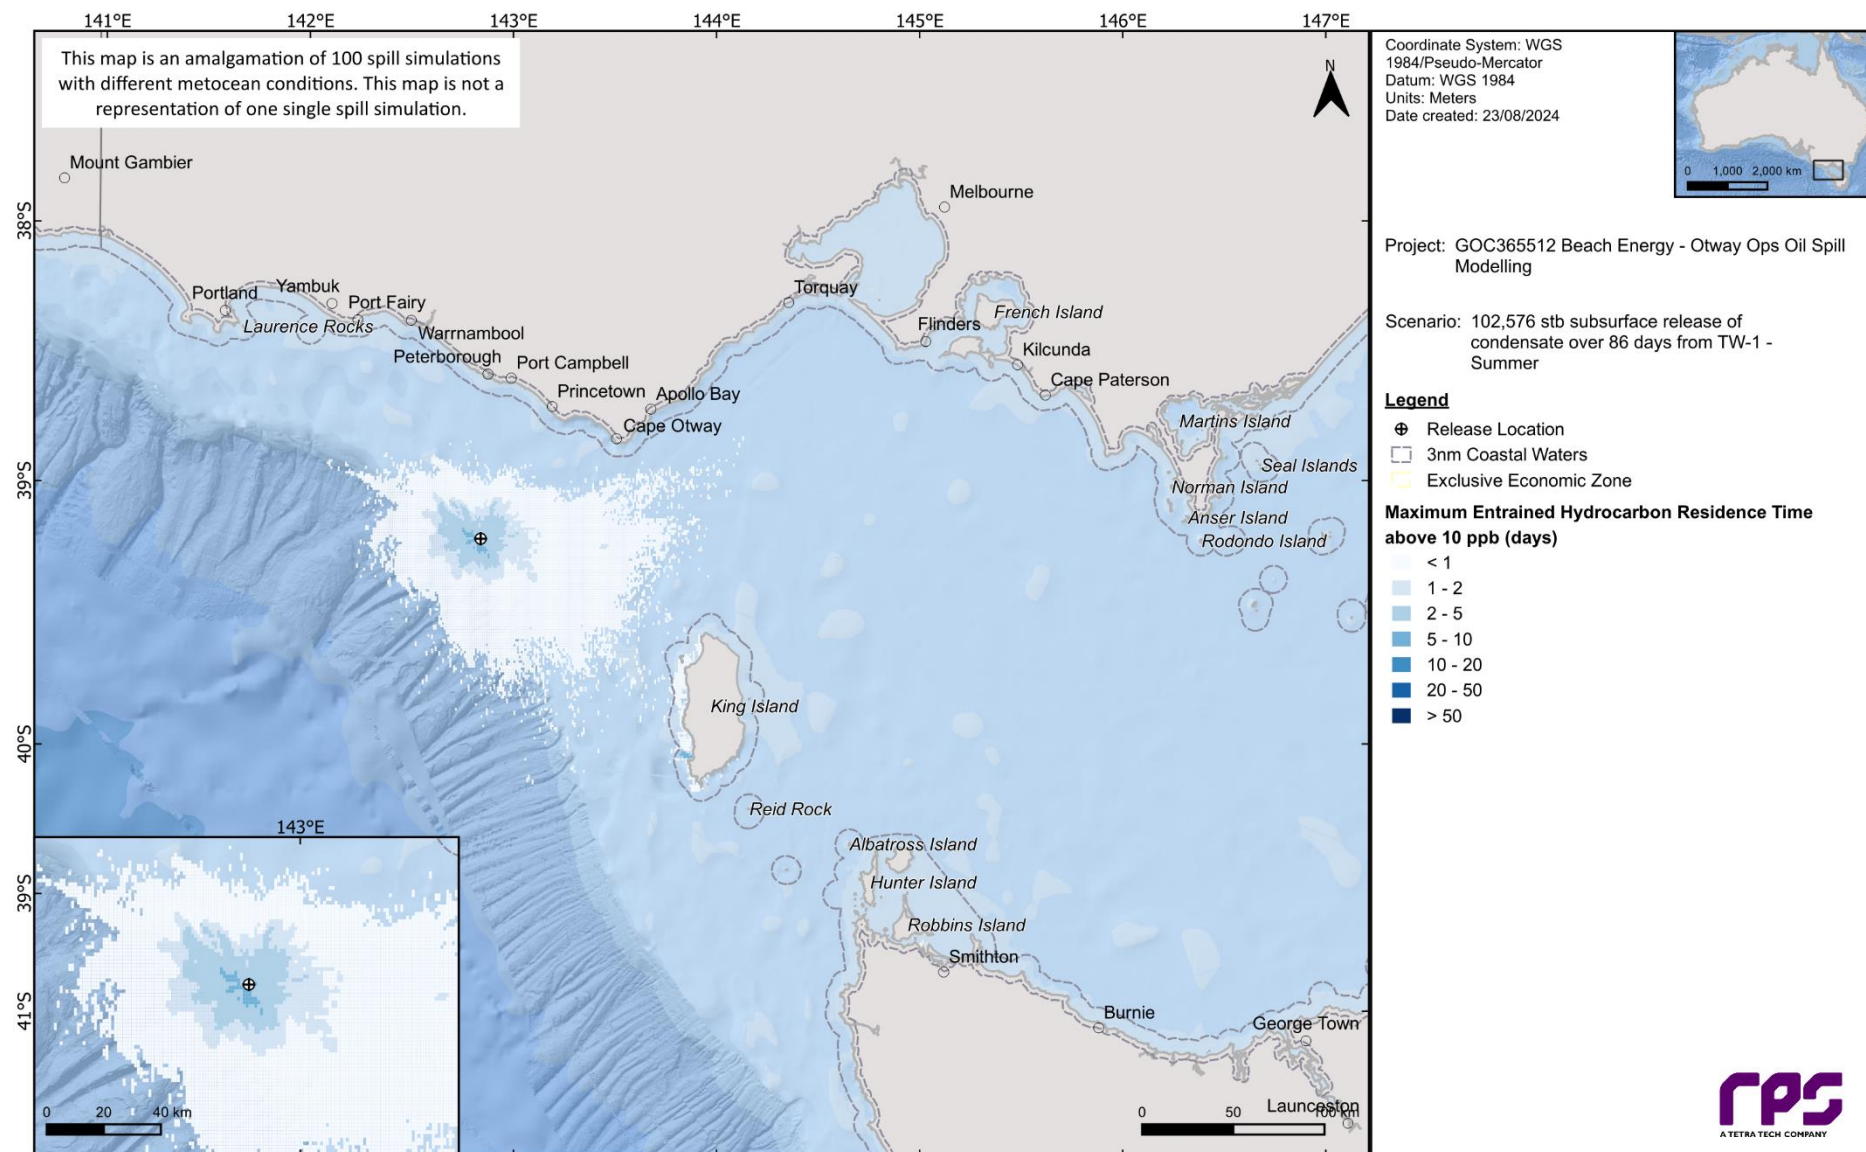 141°E 142°E 143°E 144°E 145°E 146°E 147°E
This map is an amalgamation of 100 spill simulations
with different metocean conditions. This map is not a
representation of one single spill simulation.
N
Mount Gambier
Melbourne
38°S
Portland
Yambuk
Port Fairy
Laurence Rocks
Warrnambool
Peterborough
Port Campbell
Princetown
Apollo Bay
Cape Otway
Torquay
Flinders
French Island
Kilcunda
Cape Paterson
Martins Island
Seal Islands
Norman Island
Anser Island
Rodondo Island
39°S
King Island
40°S
Reid Rock
Albatross Island
Hunter Island
Robbins Island
Smithton
41°S
Burnie
George Town
Launceston
0 50 100 km
143°E
39°S
0 20 40 km
Coordinate System: WGS
1984/Pseudo-Mercator
Datum: WGS 1984
Units: Meters
Date created: 23/08/2024
0 1,000 2,000 km
Project: GOC365512 Beach Energy - Otway Ops Oil Spill
Modelling
Scenario: 102,576 stb subsurface release of
condensate over 86 days from TW-1 -
Summer
Legend
Release Location
3nm Coastal Waters
Exclusive Economic Zone
Maximum Entrained Hydrocarbon Residence Time
above 10 ppb (days)
< 1
1 - 2
2 - 5
5 - 10
10 - 20
20 - 50
> 50
rps
A TETRA TECH COMPANY